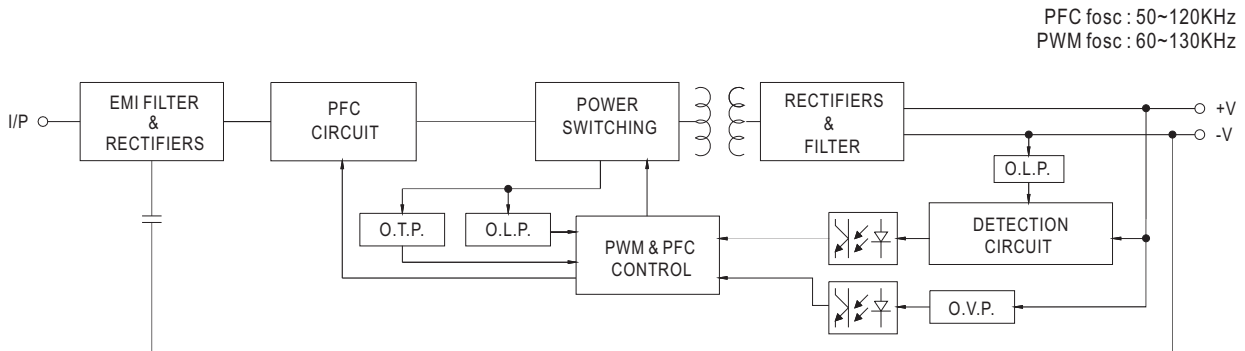 PFC fosc : 50~120KHz
PWM fosc : 60~130KHz
I/P
EMI FILTER
&
RECTIFIERS
PFC
CIRCUIT
POWER
SWITCHING
RECTIFIERS
&
FILTER
+V
-V
O.L.P.
O.T.P.
O.L.P.
PWM & PFC
CONTROL
DETECTION
CIRCUIT
O.V.P.